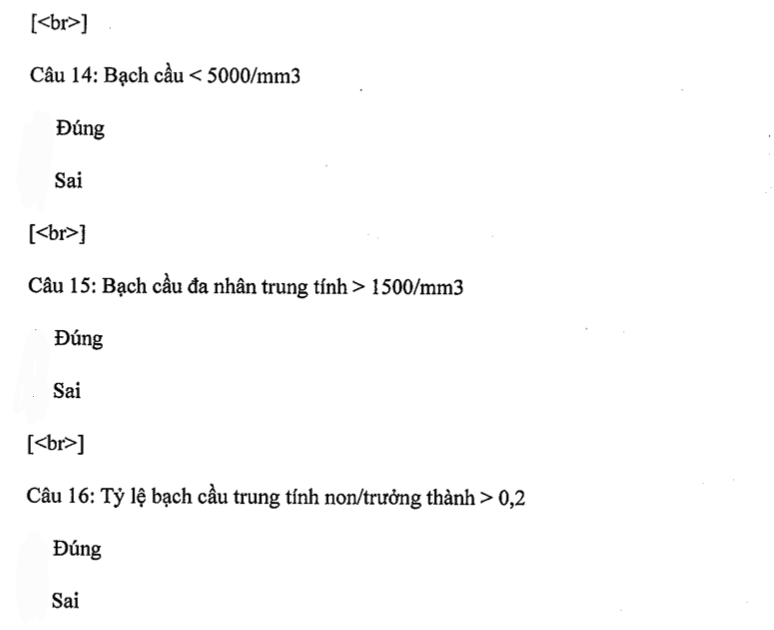 [<br>]
Câu 14: Bạch cầu < 5000/mm3
Đúng
Sai
[<br>]
Câu 15: Bạch cầu đa nhân trung tính > 1500/mm3
Đúng
Sai
[<br>]
Câu 16: Tỷ lệ bạch cầu trung tính non/trưởng thành > 0,2
Đúng
Sai